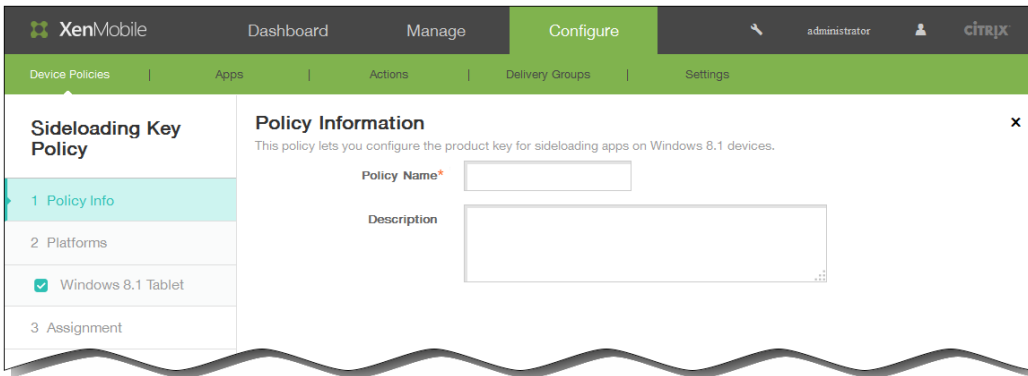 XenMobile Dashboard Manage Configure administrator CITRIX
Device Policies | Apps | Actions | Delivery Groups | Settings
Sideloading Key
Policy
1 Policy Info
2 Platforms
Windows 8.1 Tablet
3 Assignment
Policy Information
x
This policy lets you configure the product key for sideloading apps on Windows 8.1 devices.
Policy Name*
Description